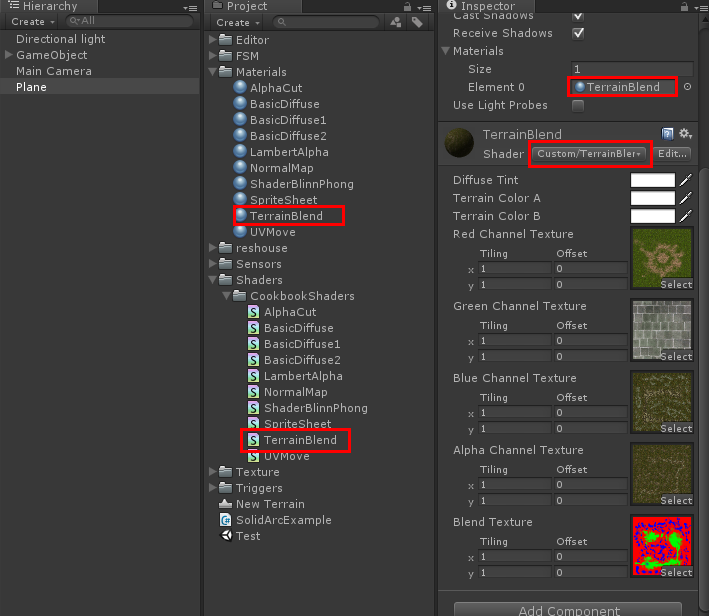 Hierarchy
Create
All
Directional light
GameObject
Main Camera
Plane
Project
Create
Editor
FSM
Materials
AlphaCut
BasicDiffuse
BasicDiffuse1
BasicDiffuse2
LambertAlpha
NormalMap
ShaderBlinnPhong
SpriteSheet
TerrainBlend
UVMove
reshouse
Sensors
Shaders
CookbookShaders
AlphaCut
BasicDiffuse
BasicDiffuse1
BasicDiffuse2
LambertAlpha
NormalMap
ShaderBlinnPhong
SpriteSheet
TerrainBlend
UVMove
Texture
Triggers
New Terrain
SolidArcExample
Test
Inspector
Cast Shadows
Receive Shadows
Materials
Size 1
Element 0 TerrainBlend
Use Light Probes
TerrainBlend
Shader Custom/TerrainBler Edit...
Diffuse Tint
Terrain Color A
Terrain Color B
Red Channel Texture
Tiling Offset
x 1 0
y 1 0
Select
Green Channel Texture
Tiling Offset
x 1 0
y 1 0
Select
Blue Channel Texture
Tiling Offset
x 1 0
y 1 0
Select
Alpha Channel Texture
Tiling Offset
x 1 0
y 1 0
Select
Blend Texture
Tiling Offset
x 1 0
y 1 0
Select
Add Component